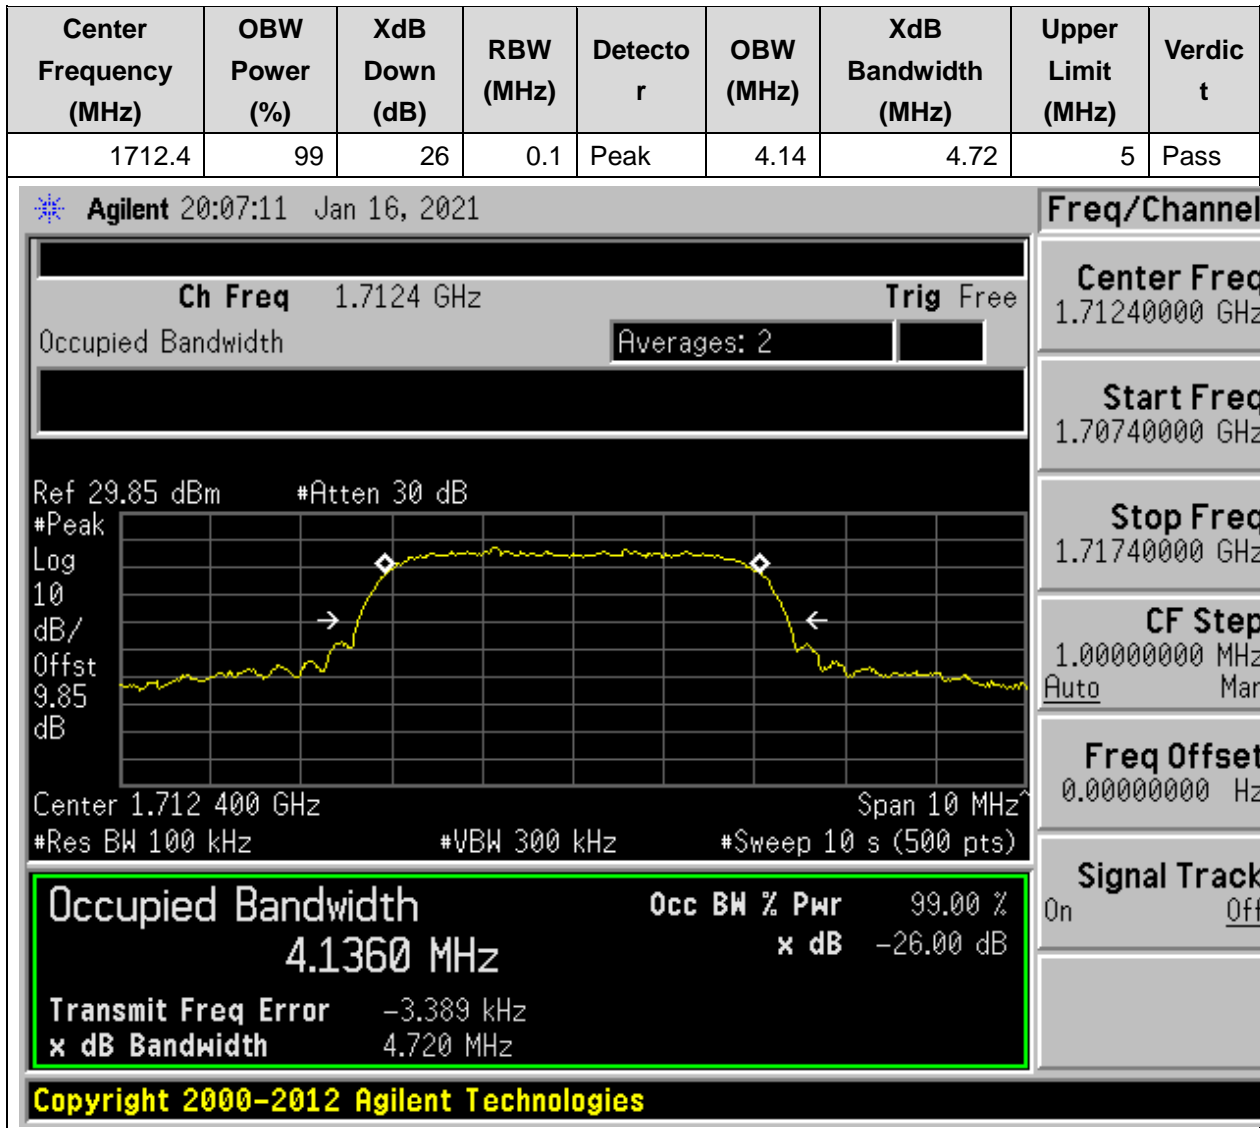 Center Frequency (MHz) OBW Power (%) XdB Down (dB) RBW (MHz) Detector OBW (MHz) XdB Bandwidth (MHz) Upper Limit (MHz) Verdict
1712.4 99 26 0.1 Peak 4.14 4.72 5 Pass
Agilent 20:07:11 Jan 16, 2021 Freq/Channel
Ch Freq 1.7124 GHz Trig Free
Occupied Bandwidth Averages: 2
Center Freq
1.71240000 GHz
Start Freq
1.70740000 GHz
Stop Freq
1.71740000 GHz
CF Step
1.00000000 MHz
Auto Man
Freq Offset
0.00000000 Hz
Signal Track
On Off
Ref 29.85 dBm #Atten 30 dB
#Peak
Log
10
dB/
Offst
9.85
dB
Center 1.712 400 GHz Span 10 MHz^
#Res BW 100 kHz #VBW 300 kHz #Sweep 10 s (500 pts)
Occupied Bandwidth Occ BW % Pwr 99.00 %
4.1360 MHz x dB -26.00 dB
Transmit Freq Error -3.389 kHz
x dB Bandwidth 4.720 MHz
Copyright 2000-2012 Agilent Technologies